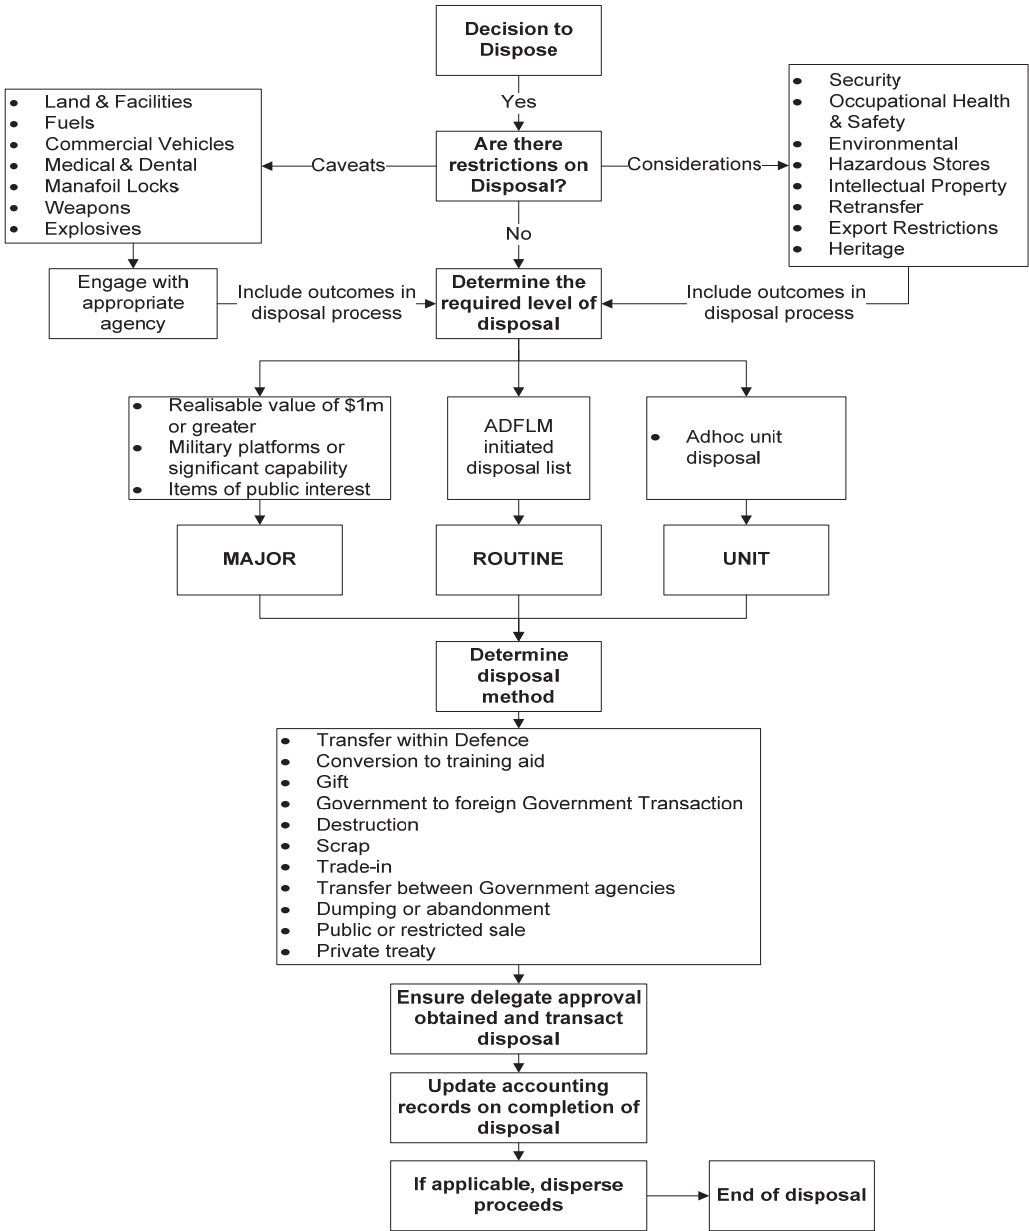 Decision to
Dispose
Yes
• Land & Facilities
• Fuels
• Commercial Vehicles
• Medical & Dental
• Manafoil Locks
• Weapons
• Explosives
Caveats
Are there
restrictions on
Disposal?
Considerations
• Security
• Occupational Health
& Safety
• Environmental
• Hazardous Stores
• Intellectual Property
• Retransfer
• Export Restrictions
• Heritage
No
Engage with
appropriate
agency
Include outcomes in
disposal process
Determine the
required level of
disposal
Include outcomes in
disposal process
• Realisable value of $1m
or greater
• Military platforms or
significant capability
• Items of public interest
ADFLM
initiated
disposal list
• Adhoc unit
disposal
MAJOR
ROUTINE
UNIT
Determine
disposal
method
• Transfer within Defence
• Conversion to training aid
• Gift
• Government to foreign Government Transaction
• Destruction
• Scrap
• Trade-in
• Transfer between Government agencies
• Dumping or abandonment
• Public or restricted sale
• Private treaty
Ensure delegate approval
obtained and transact
disposal
Update accounting
records on completion of
disposal
If applicable, disperse
proceeds
End of disposal